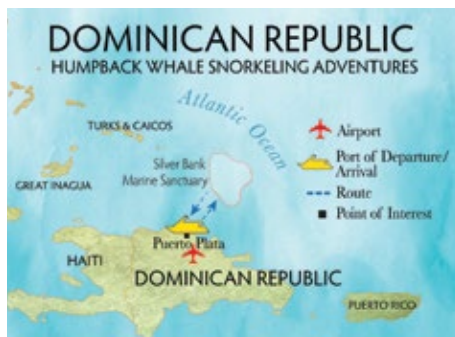 DOMINICAN REPUBLIC
HUMPBACK WHALE SNORKELING ADVENTURES
Atlantic Ocean
TURKS & CAICOS
Airport
Port of Departure/
Arrival
Silver Bank
Marine Sanctuary
GREAT INAGUA
Route
Point of Interest
Puerto Plata
HAITI
DOMINICAN REPUBLIC
PUERTO RICO